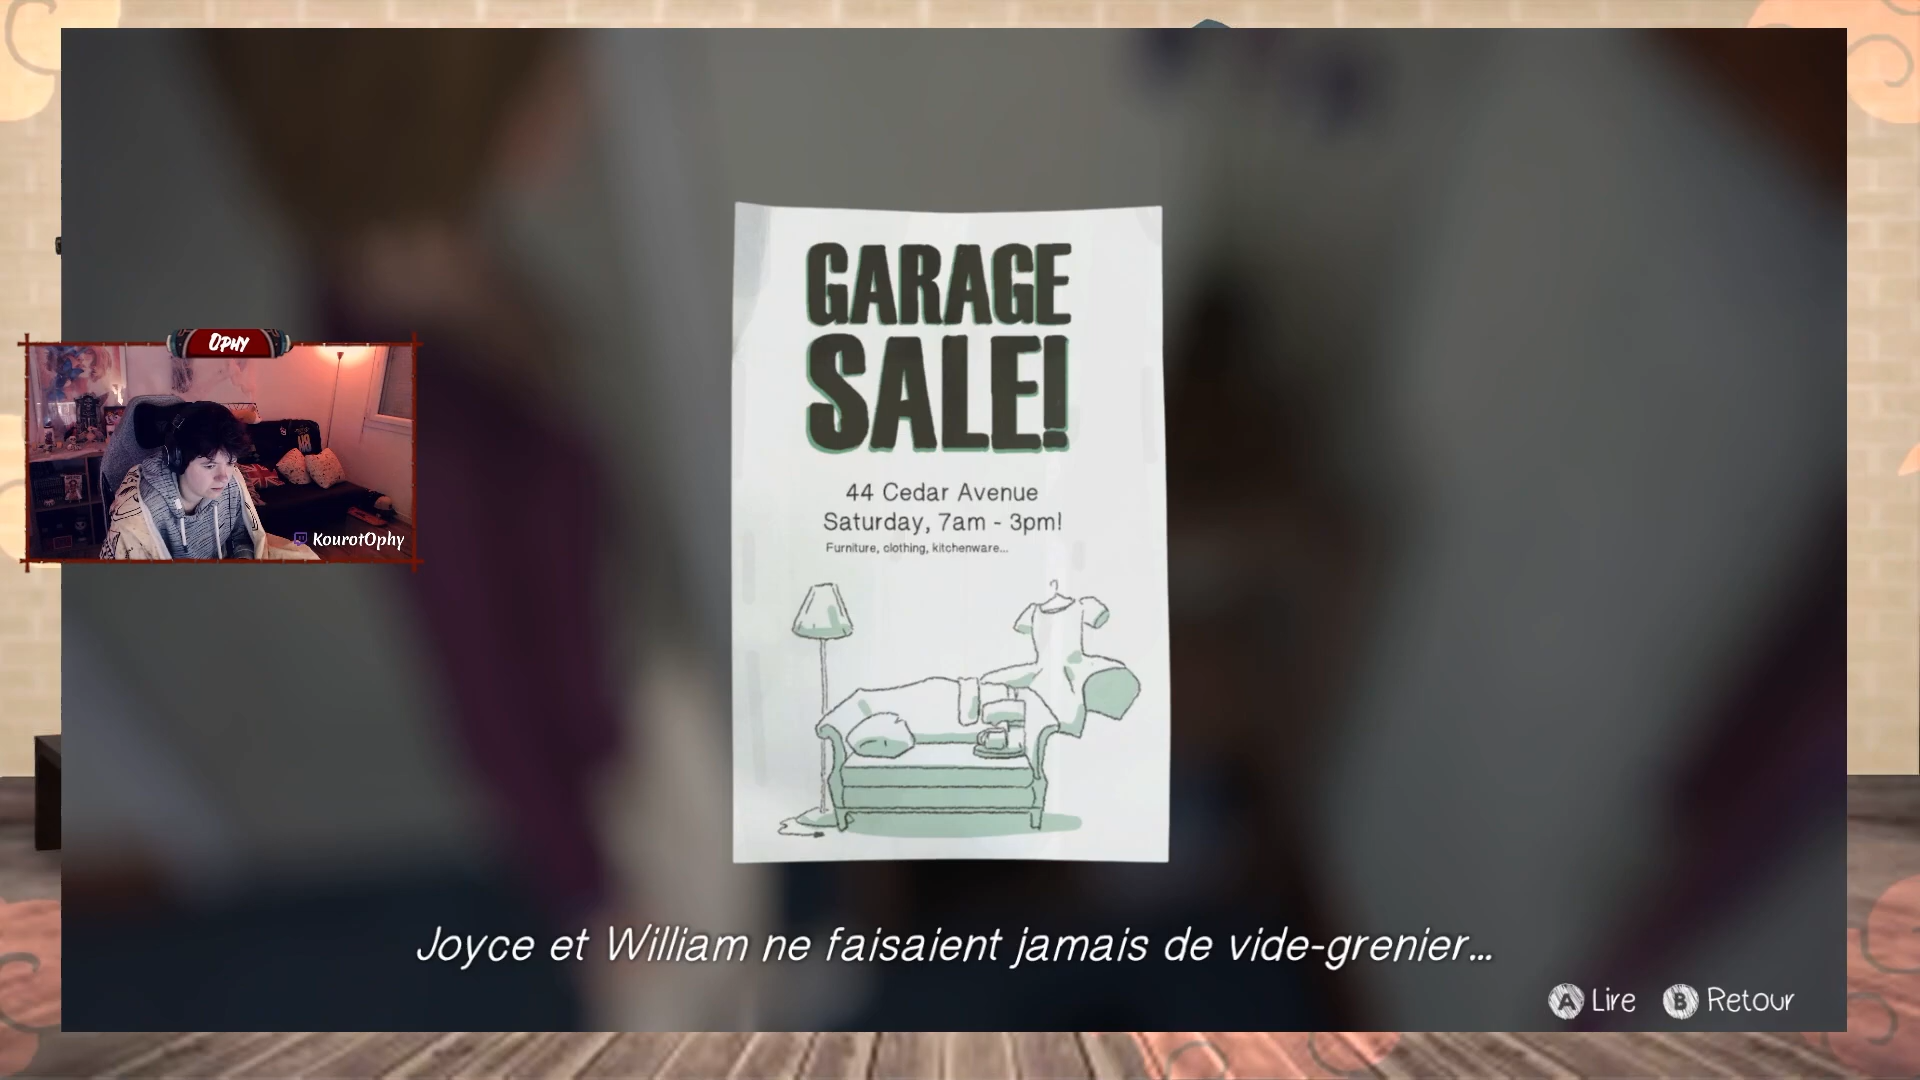 GARAGE
SALE!
44 Cedar Avenue
Saturday, 7am - 3pm!
Furniture, clothing, kitchenware...
OPHY
KourotOphy
Joyce et William ne faisaient jamais de vide-grenier...
A Lire B Retour